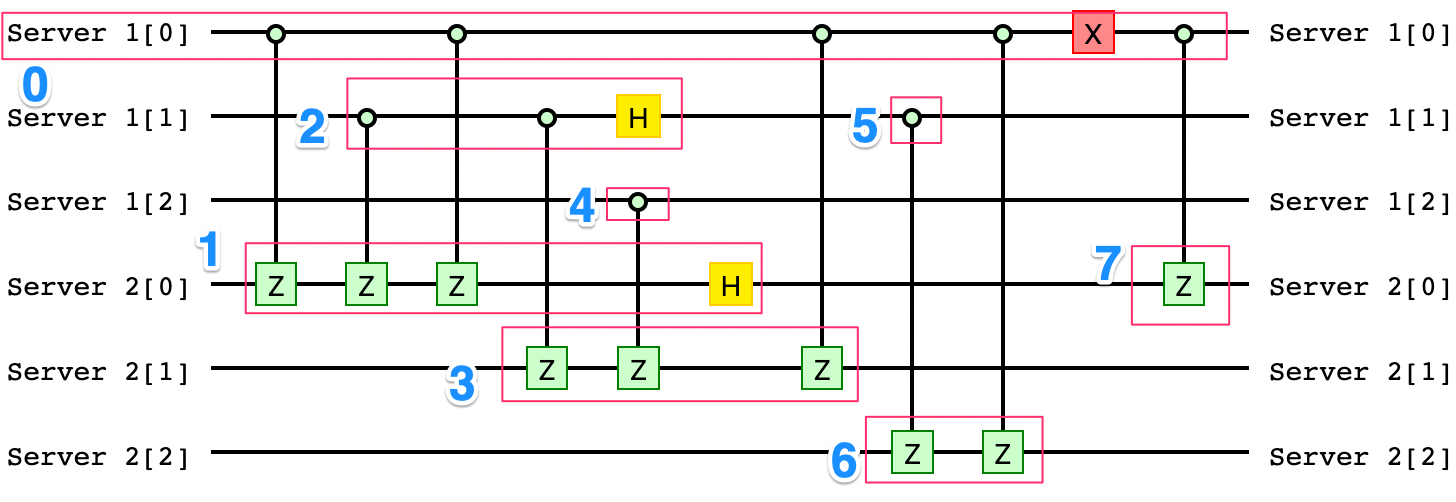 Server 1[0] X Server 1[0]
0
Server 1[1] 2 H 5 Server 1[1]
Server 1[2] 4 Server 1[2]
1 7
Server 2[0] Z Z Z H Z Server 2[0]
Server 2[1] 3 Z Z Z Server 2[1]
Server 2[2] 6 Z Z Server 2[2]